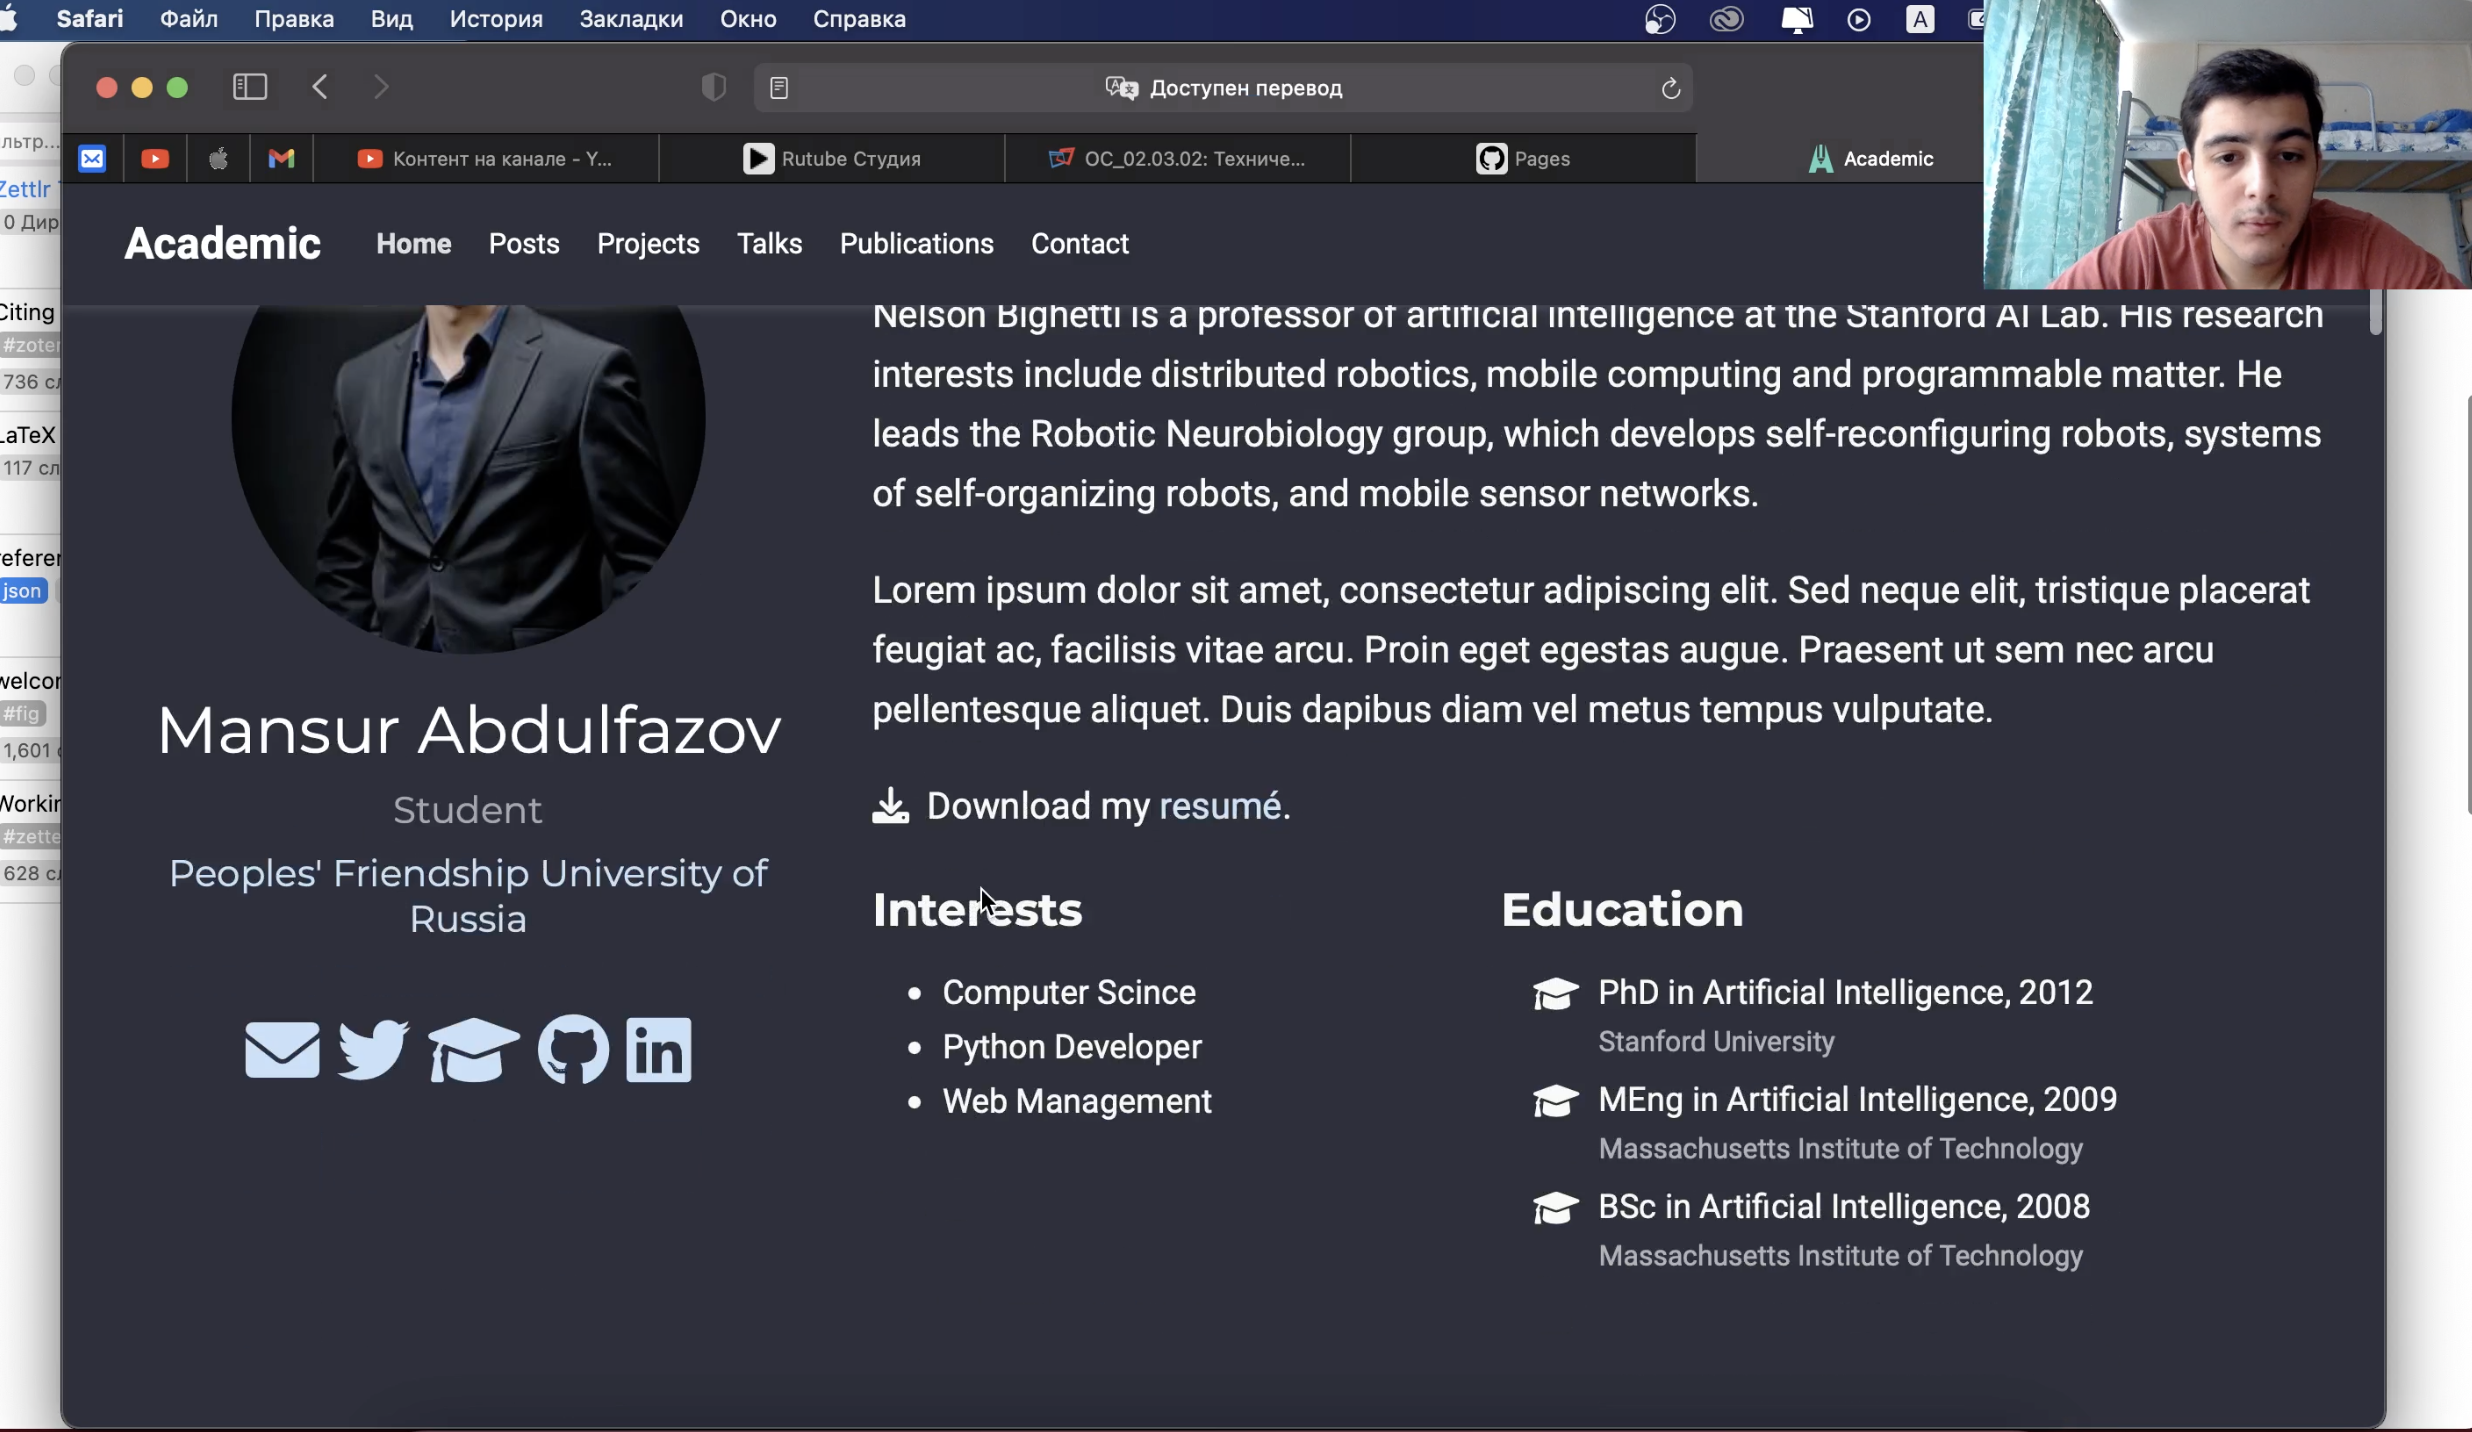 Safari Файл Правка Вид История Закладки Окно Справка
A
Доступен перевод
Контент на канале - Y...
Rutube Студия
ОС_02.03.02: Техниче...
Pages
Academic
льтр...
Zettlr
0 Дир
Citing
#zoter
736 сл
LaTeX
117 сл
referen
json
welcor
#fig
1,601
Workin
#zette
628 сл
Academic Home Posts Projects Talks Publications Contact
Nelson Bighetti is a professor of artificial intelligence at the Stanford AI Lab. His research
interests include distributed robotics, mobile computing and programmable matter. He
leads the Robotic Neurobiology group, which develops self-reconfiguring robots, systems
of self-organizing robots, and mobile sensor networks.
Lorem ipsum dolor sit amet, consectetur adipiscing elit. Sed neque elit, tristique placerat
feugiat ac, facilisis vitae arcu. Proin eget egestas augue. Praesent ut sem nec arcu
pellentesque aliquet. Duis dapibus diam vel metus tempus vulputate.
Download my resumé.
Mansur Abdulfazov
Student
Peoples' Friendship University of
Russia
in
Interests
Computer Scince
Python Developer
Web Management
Education
PhD in Artificial Intelligence, 2012
Stanford University
MEng in Artificial Intelligence, 2009
Massachusetts Institute of Technology
BSc in Artificial Intelligence, 2008
Massachusetts Institute of Technology